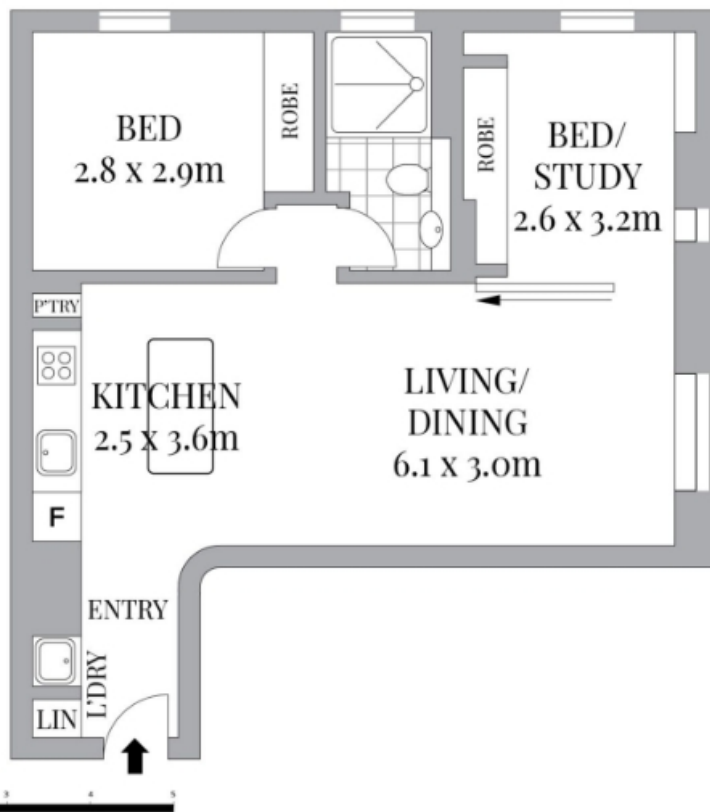 BED
2.8 x 2.9m
ROBE
ROBE
BED/
STUDY
2.6 x 3.2m
P'TRY
KITCHEN
2.5 x 3.6m
LIVING/
DINING
6.1 x 3.0m
F
ENTRY
L'DRY
LIN
3 4 5